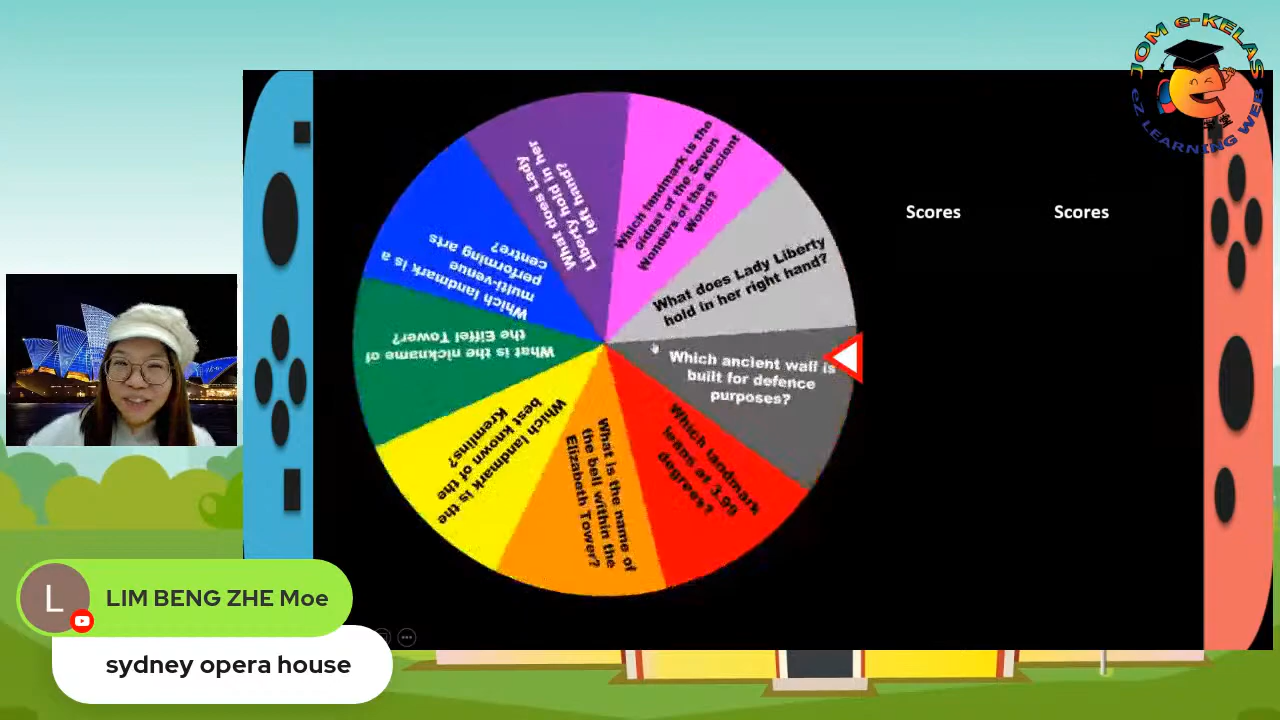 JOM e-KELAS
eZ LEARNING WEB
Scores
Scores
Which landmark is the
oldest of the Seven
Wonders of the Ancient
World?
What does Lady Liberty
hold in her right hand?
Which ancient wall is
built for defence
purposes?
Which landmark
leans at 3.99
degrees?
What is the name of
the bell within the
Elizabeth Tower?
Which landmark is the
best known of the
Kremlins?
What is the nickname of
the Eiffel Tower?
Which landmark is a
multi-venue
performing arts
centre?
What does Lady
Liberty hold in her
left hand?
L
LIM BENG ZHE Moe
sydney opera house